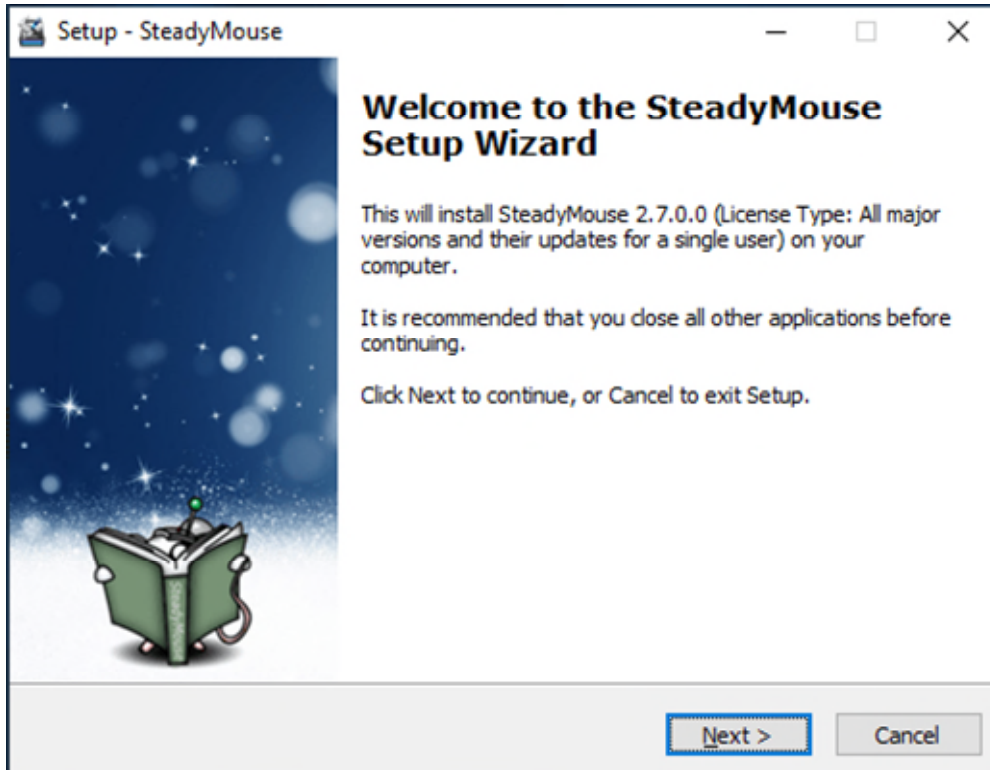 Setup - SteadyMouse
Welcome to the SteadyMouse
Setup Wizard
This will install SteadyMouse 2.7.0.0 (License Type: All major
versions and their updates for a single user) on your
computer.
It is recommended that you close all other applications before
continuing.
Click Next to continue, or Cancel to exit Setup.
SteadyMouse
Next >
Cancel